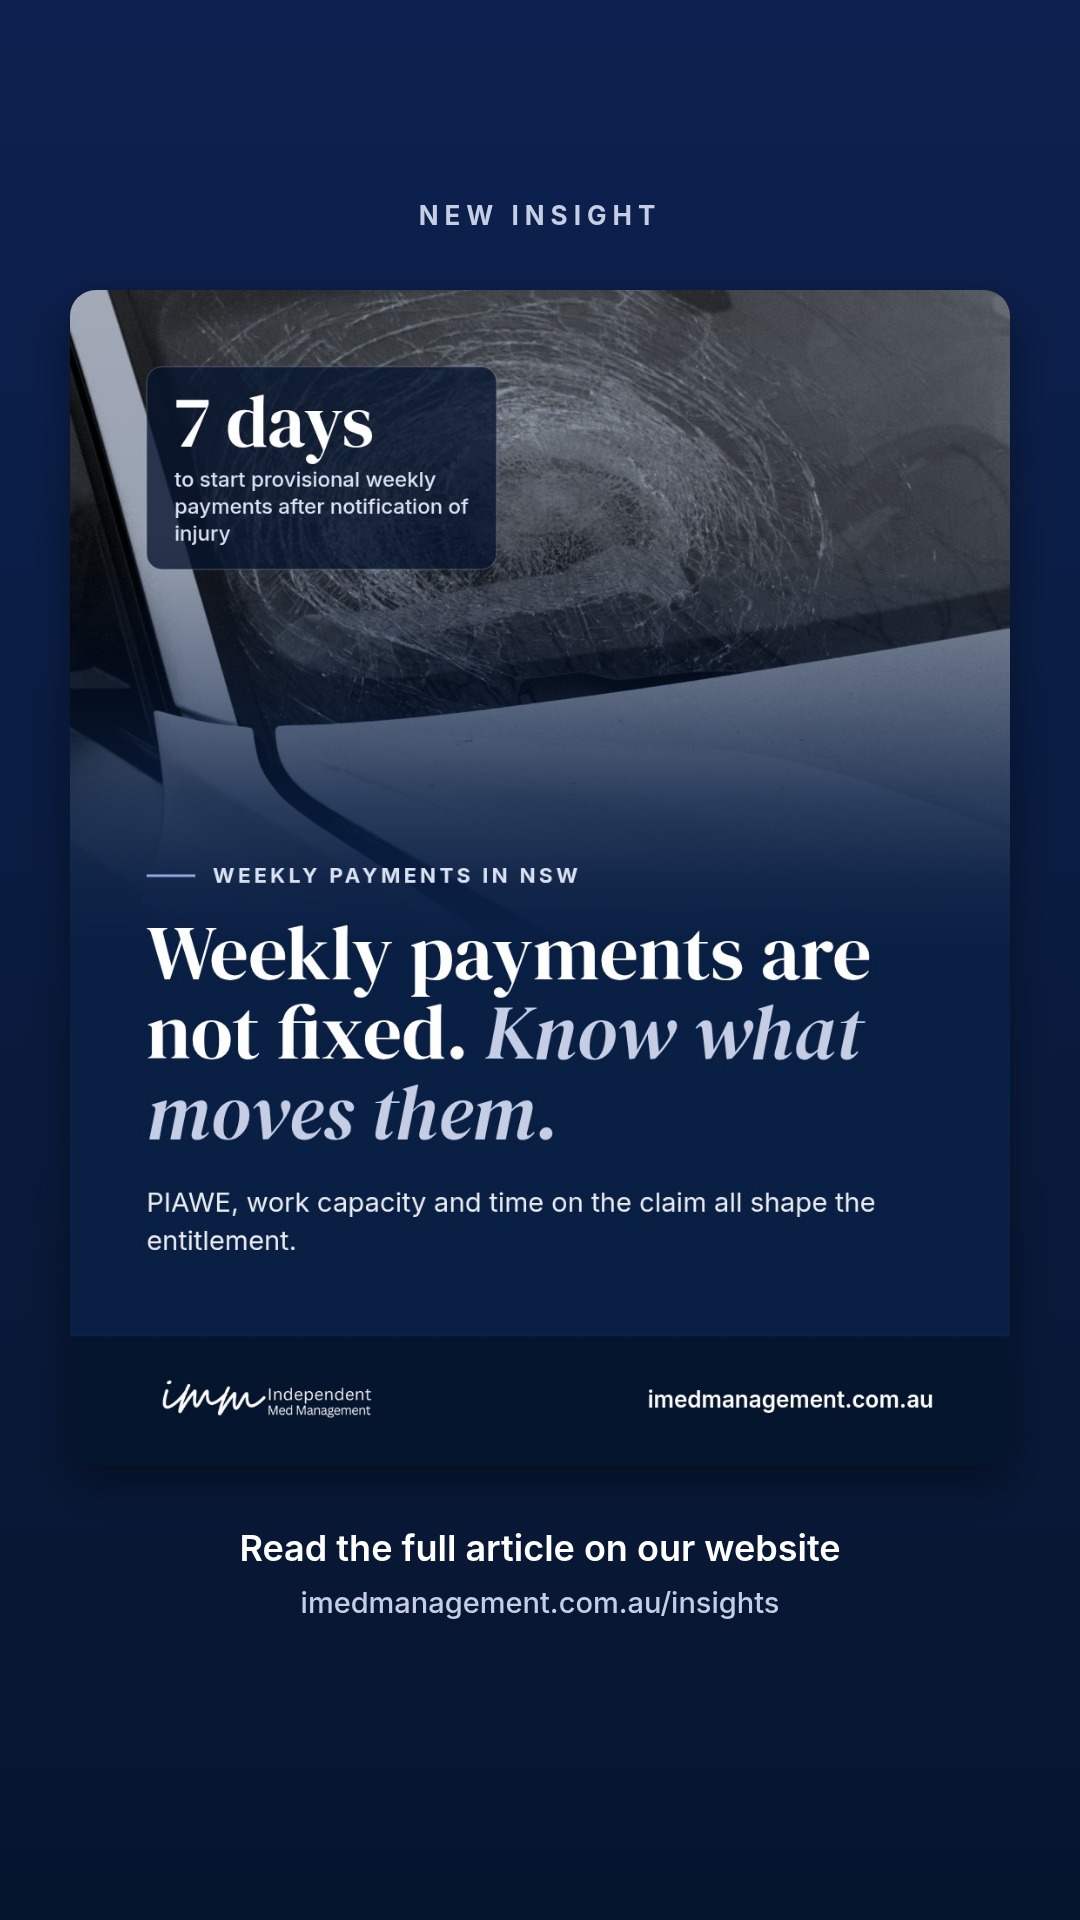 NEW INSIGHT
7 days
to start provisional weekly
payments after notification of
injury
WEEKLY PAYMENTS IN NSW
Weekly payments are
not fixed. Know what
moves them.
PIAWE, work capacity and time on the claim all shape the
entitlement.
imm Independent
Med Management
imedmanagement.com.au
Read the full article on our website
imedmanagement.com.au/insights